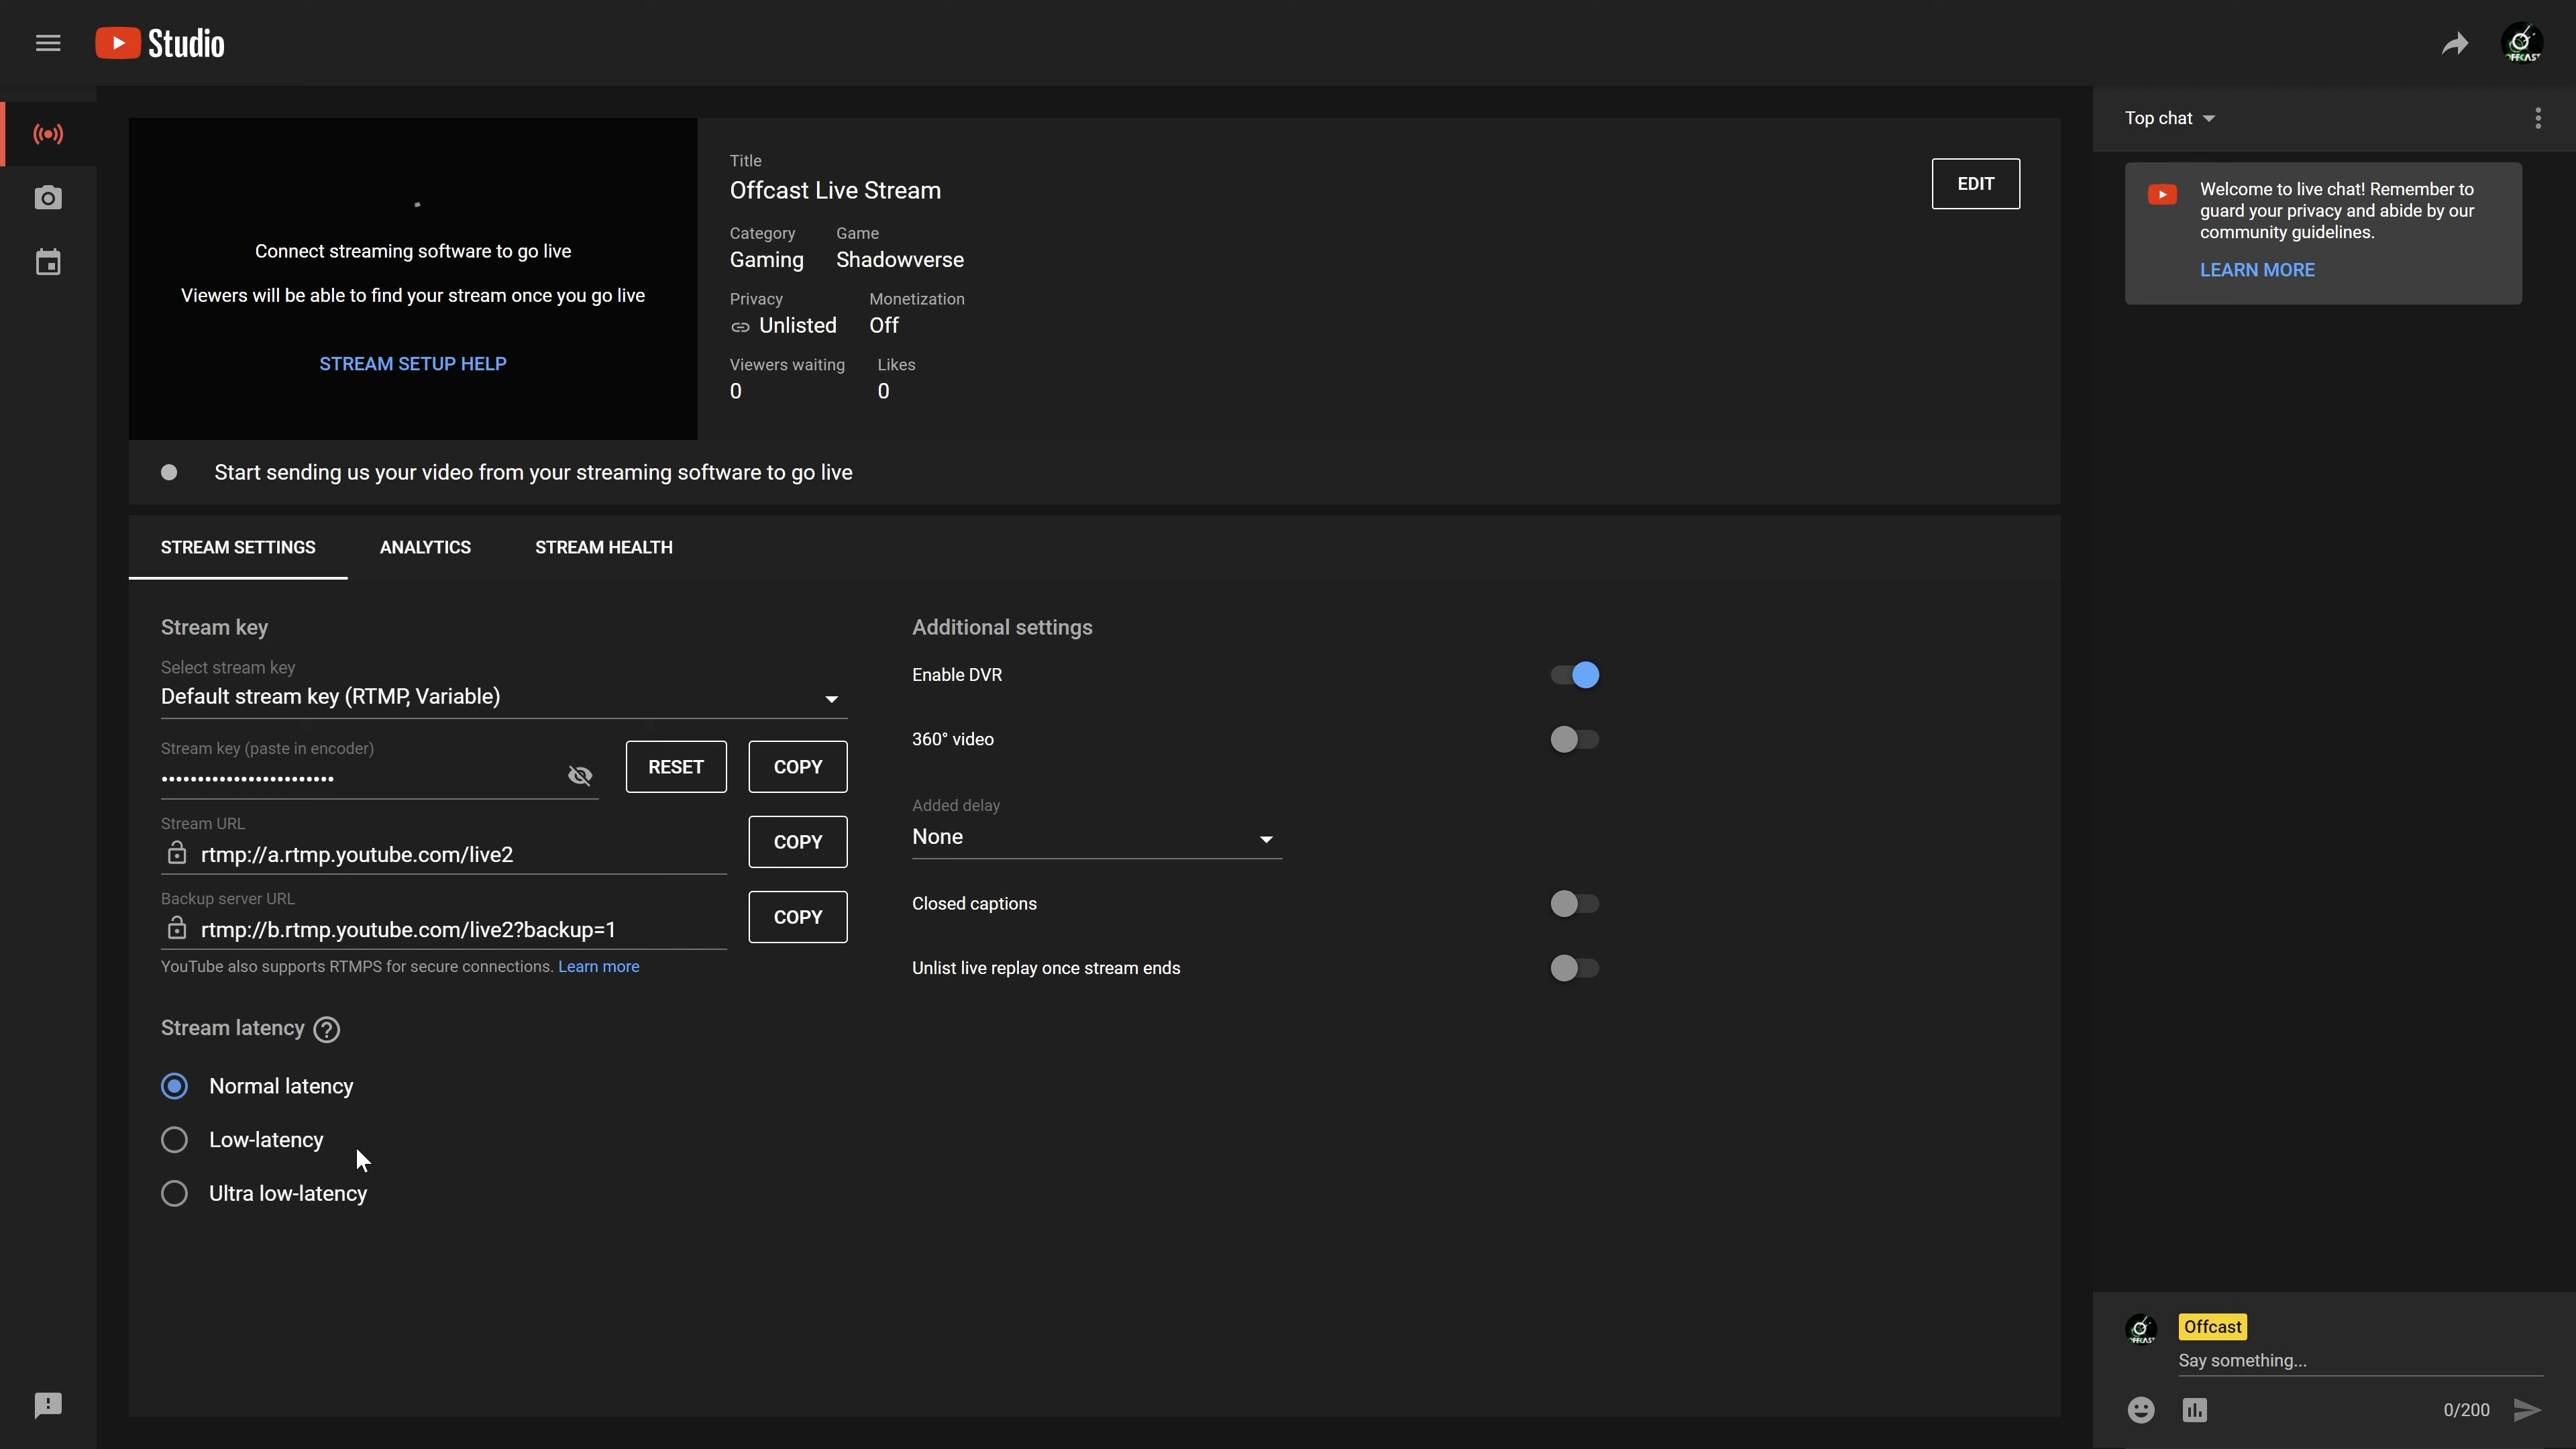 Studio
Connect streaming software to go live
Viewers will be able to find your stream once you go live
STREAM SETUP HELP
Title
Offcast Live Stream
EDIT
Category Game
Gaming Shadowverse
Privacy Monetization
Unlisted Off
Viewers waiting Likes
0 0
Start sending us your video from your streaming software to go live
STREAM SETTINGS ANALYTICS STREAM HEALTH
Stream key
Select stream key
Default stream key (RTMP, Variable)
Stream key (paste in encoder)
••••••••••••••••••••••••
RESET COPY
Stream URL
rtmp://a.rtmp.youtube.com/live2
COPY
Backup server URL
rtmp://b.rtmp.youtube.com/live2?backup=1
COPY
YouTube also supports RTMPS for secure connections. Learn more
Stream latency ?
Normal latency
Low-latency
Ultra low-latency
Additional settings
Enable DVR
360° video
Added delay
None
Closed captions
Unlist live replay once stream ends
Top chat
Welcome to live chat! Remember to
guard your privacy and abide by our
community guidelines.
LEARN MORE
OFFCAST
Offcast
Say something...
0/200